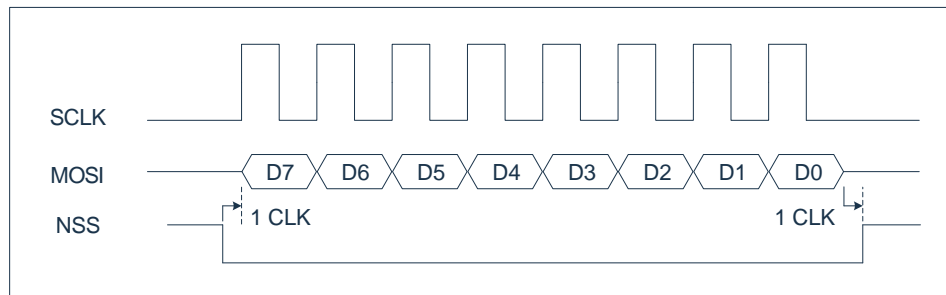 SCLK
MOSI D7 D6 D5 D4 D3 D2 D1 D0
1 CLK 1 CLK
NSS